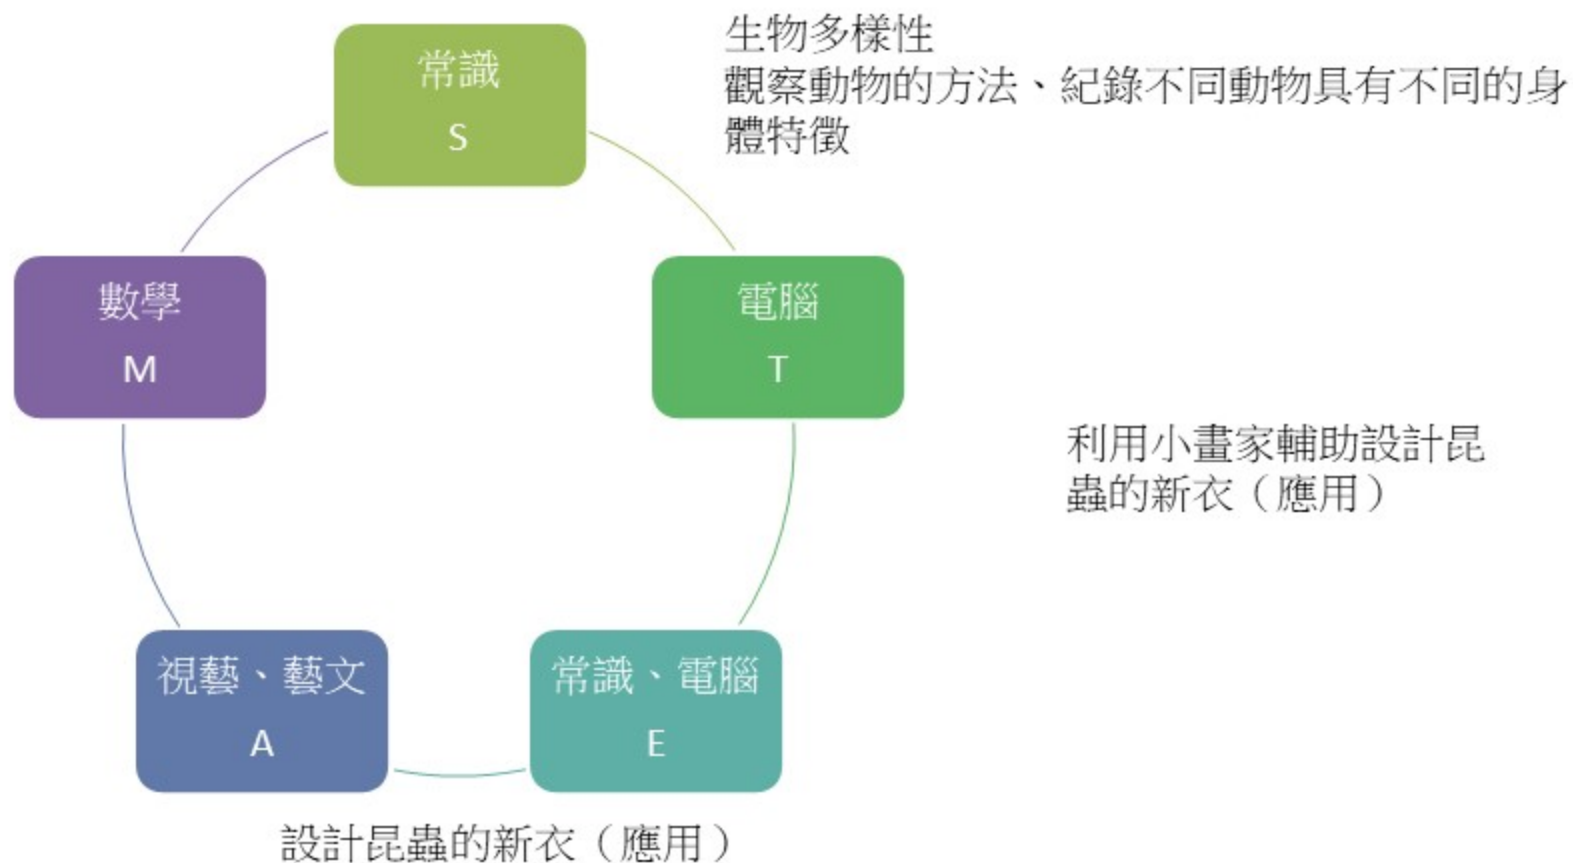 常識
S
生物多樣性
觀察動物的方法、紀錄不同動物具有不同的身
體特徵
數學
M
電腦
T
利用小畫家輔助設計昆
蟲的新衣（應用）
視藝、藝文
A
常識、電腦
E
設計昆蟲的新衣（應用）